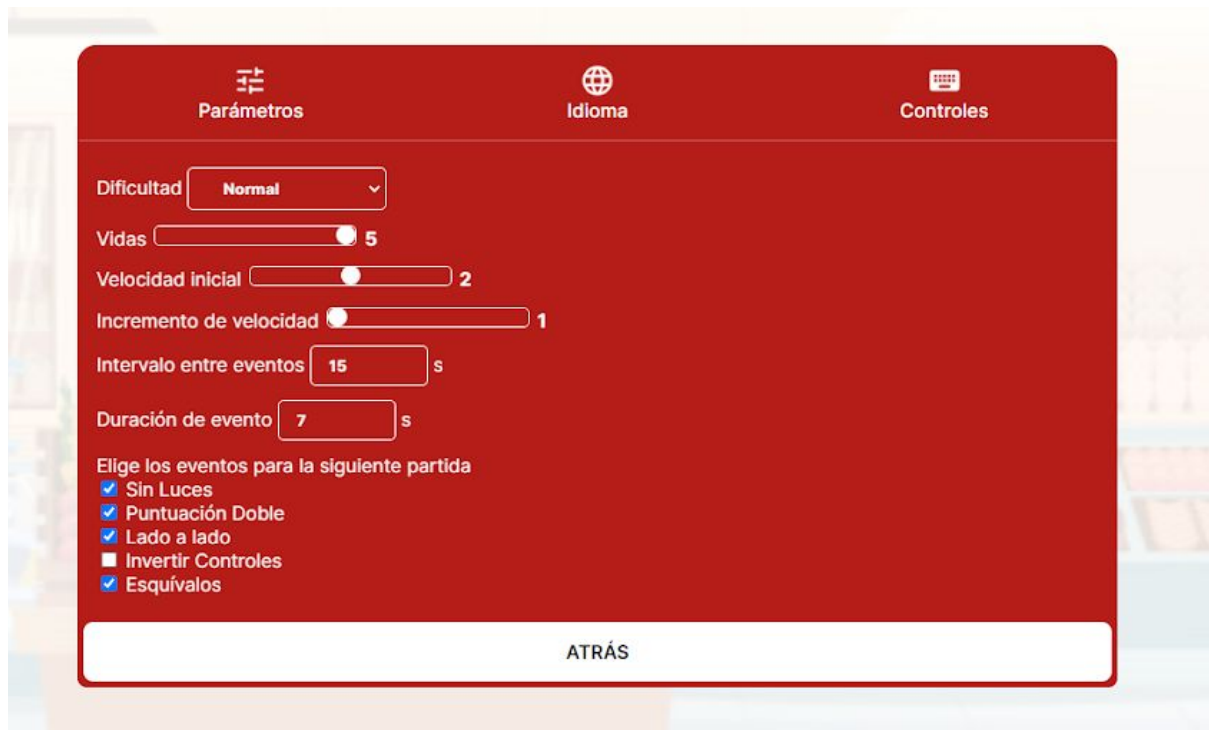 Parámetros Idioma Controles
Dificultad Normal
Vidas 5
Velocidad inicial 2
Incremento de velocidad 1
Intervalo entre eventos 15 s
Duración de evento 7 s
Elige los eventos para la siguiente partida
Sin Luces
Puntuación Doble
Lado a lado
Invertir Controles
Esquívalos
ATRÁS